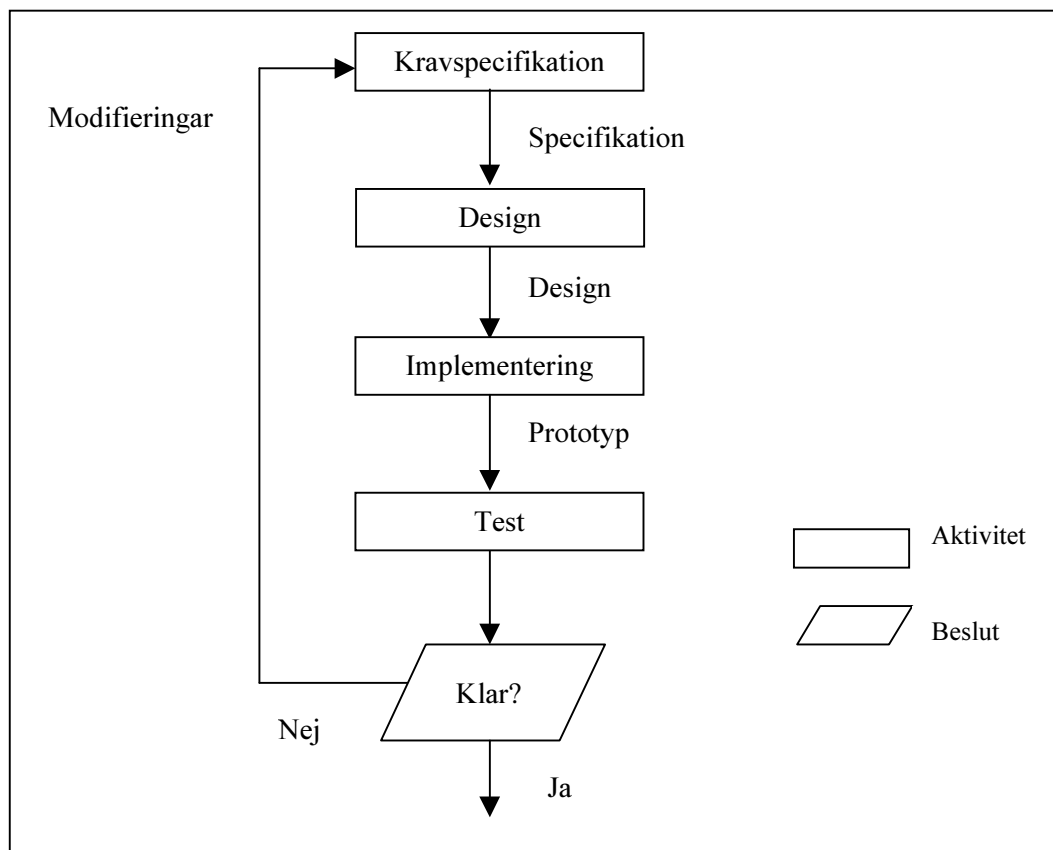 Kravspecifikation
Modifieringar
Specifikation
Design
Design
Implementering
Prototyp
Test
Aktivitet
Beslut
Klar?
Nej
Ja